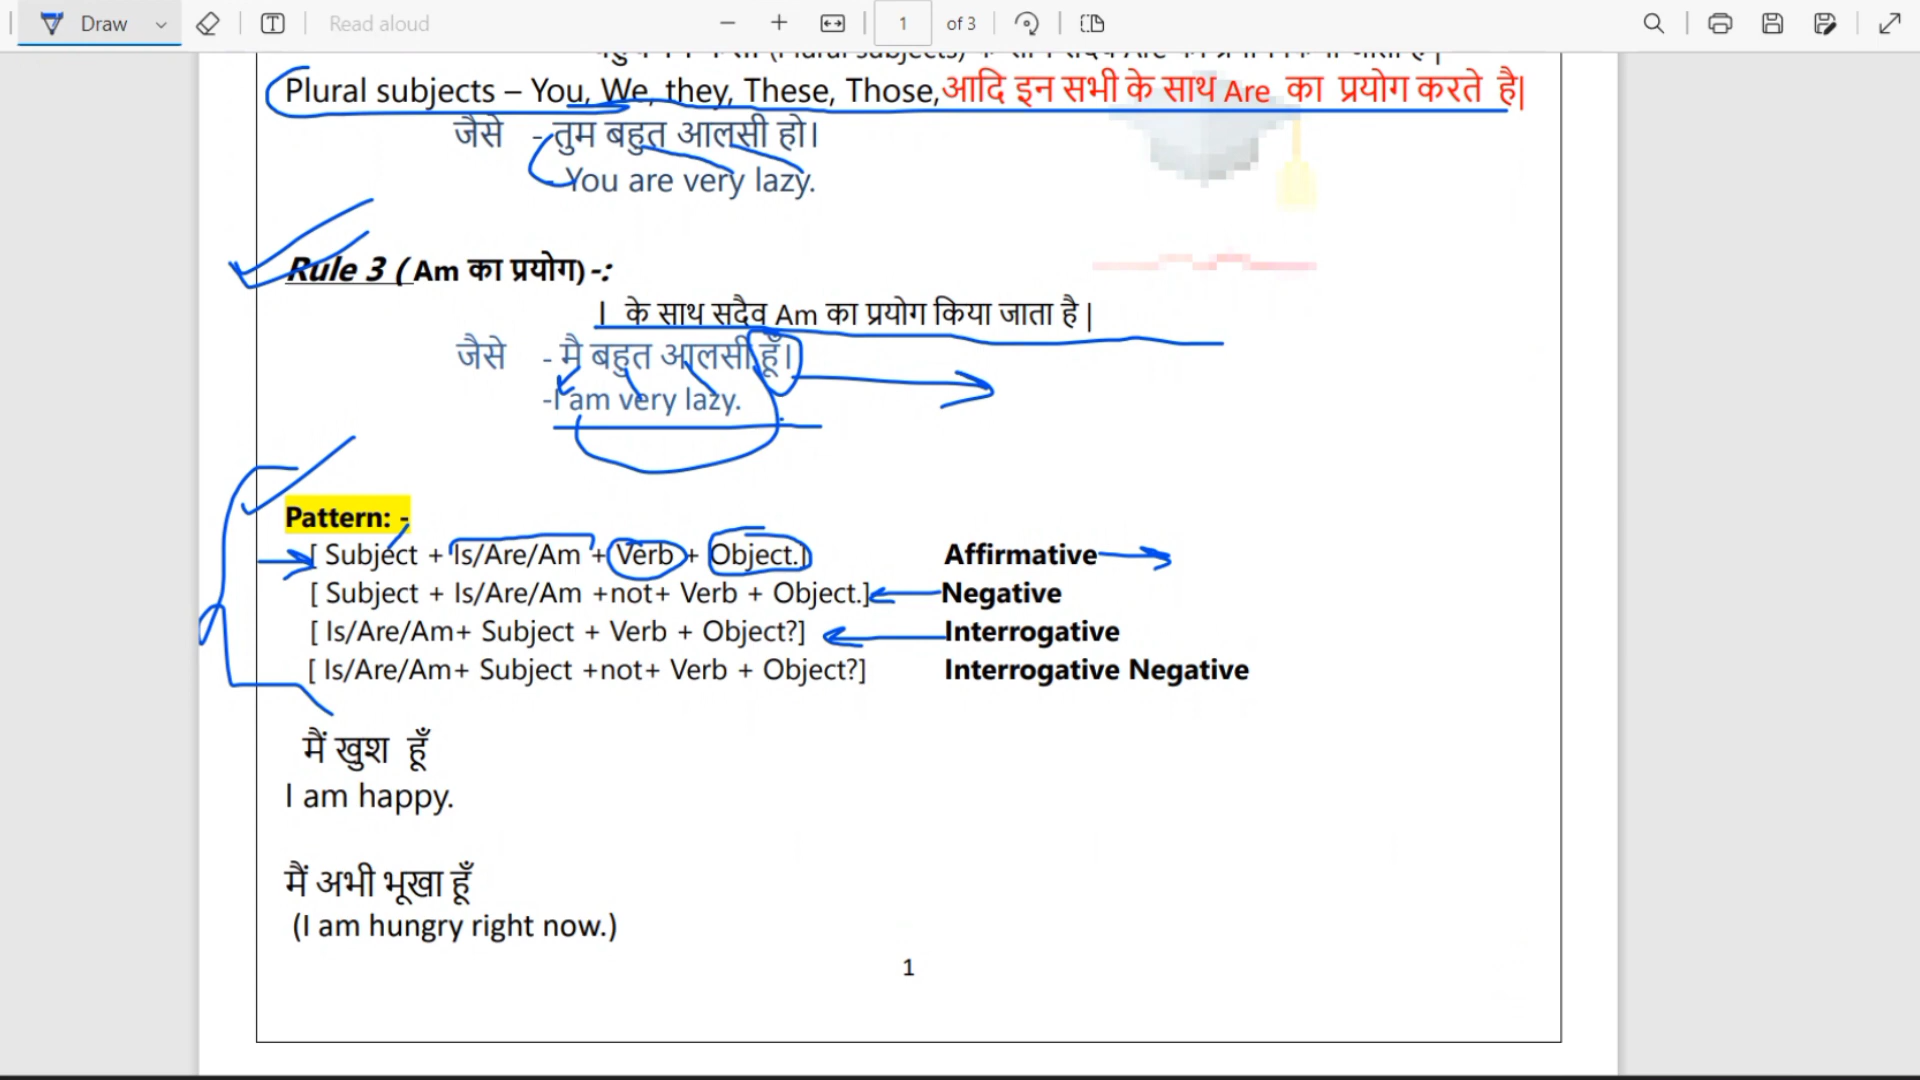 Draw
Read aloud
1 of 3
(Plural subjects)
Plural subjects – You, We, they, These, Those,आदि इन सभी के साथ Are का प्रयोग करते है|
जैसे - तुम बहुत आलसी हो।
You are very lazy.
Rule 3 ( Am का प्रयोग) -:
I के साथ सदैव Am का प्रयोग किया जाता है |
जैसे - मै बहुत आलसी हूँ।
-I am very lazy.
Pattern: -
[ Subject + Is/Are/Am + Verb + Object.] Affirmative
[ Subject + Is/Are/Am +not+ Verb + Object.] Negative
[ Is/Are/Am+ Subject + Verb + Object?] Interrogative
[ Is/Are/Am+ Subject +not+ Verb + Object?] Interrogative Negative
मैं खुश हूँ
I am happy.
मैं अभी भूखा हूँ
(I am hungry right now.)
1